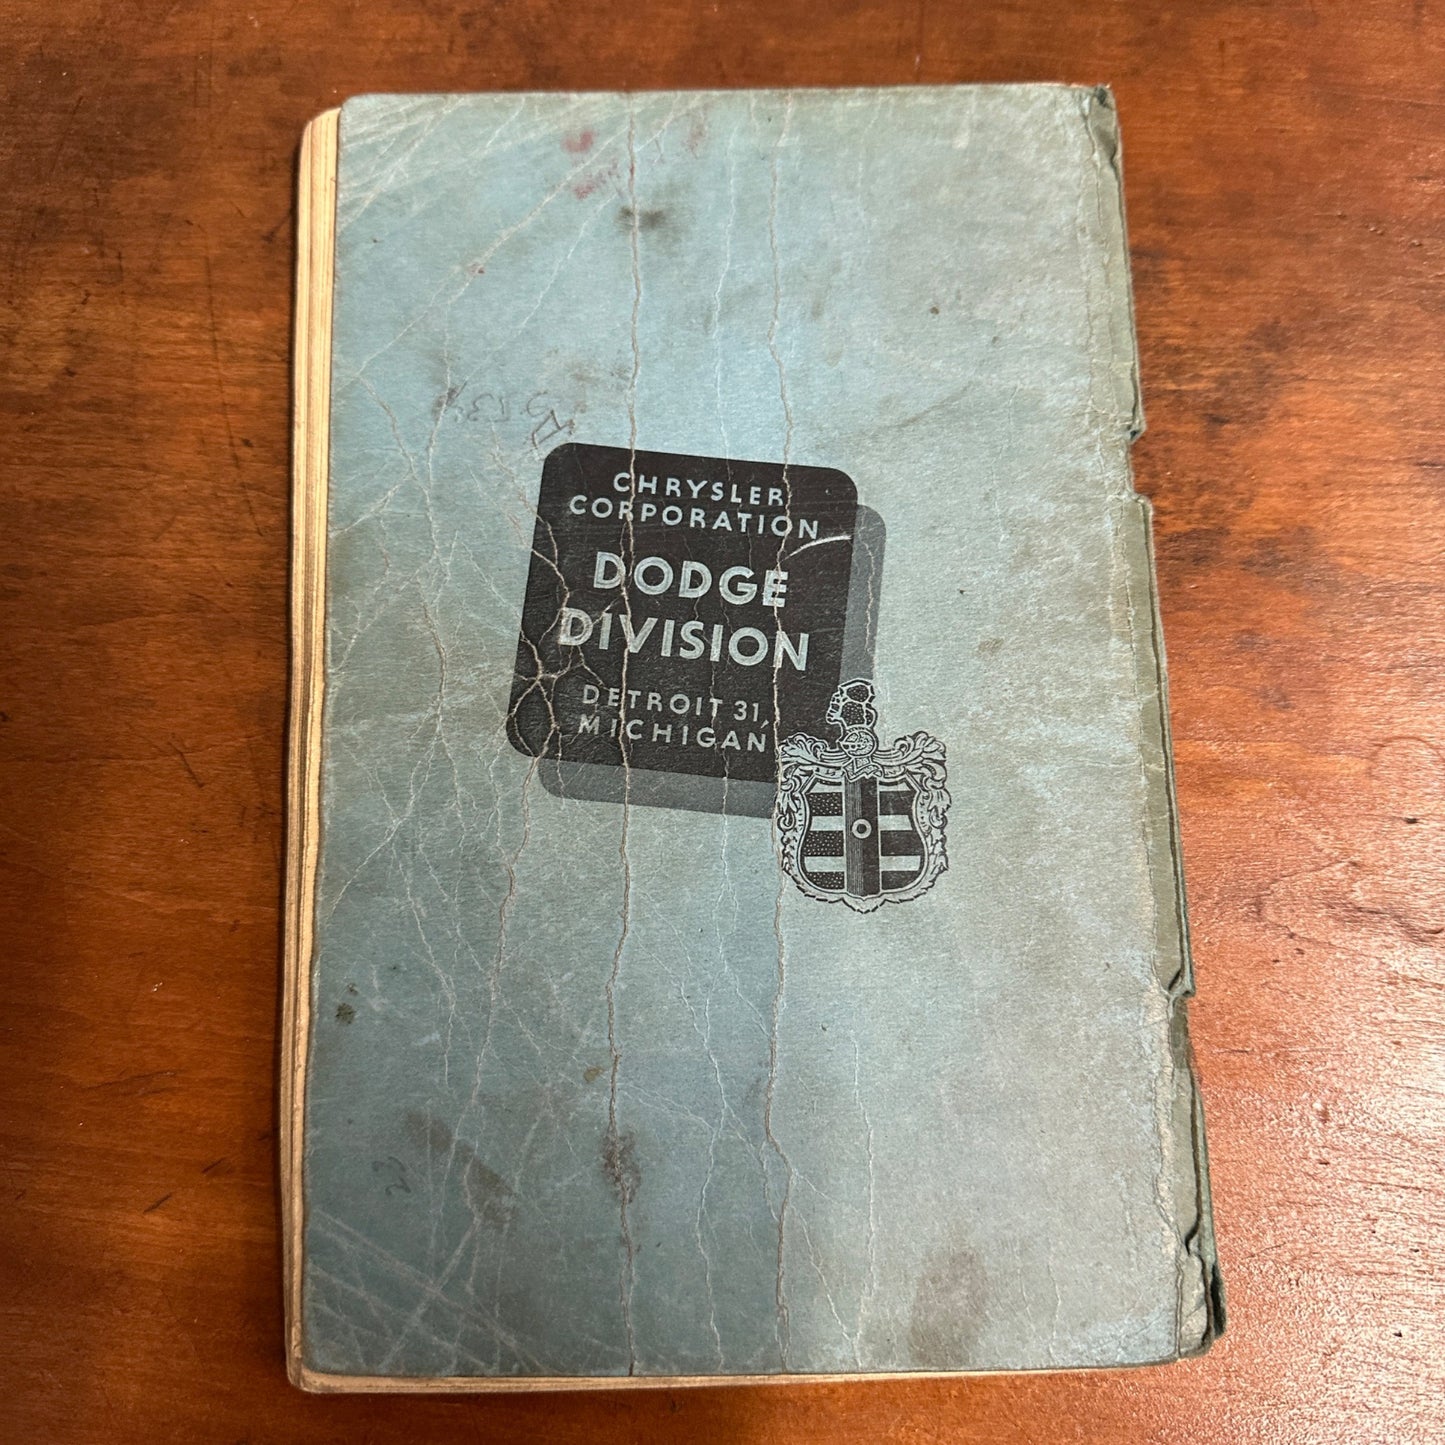 CHRYSLER
CORPORATION
DODGE
DIVISION
DETROIT 31,
MICHIGAN